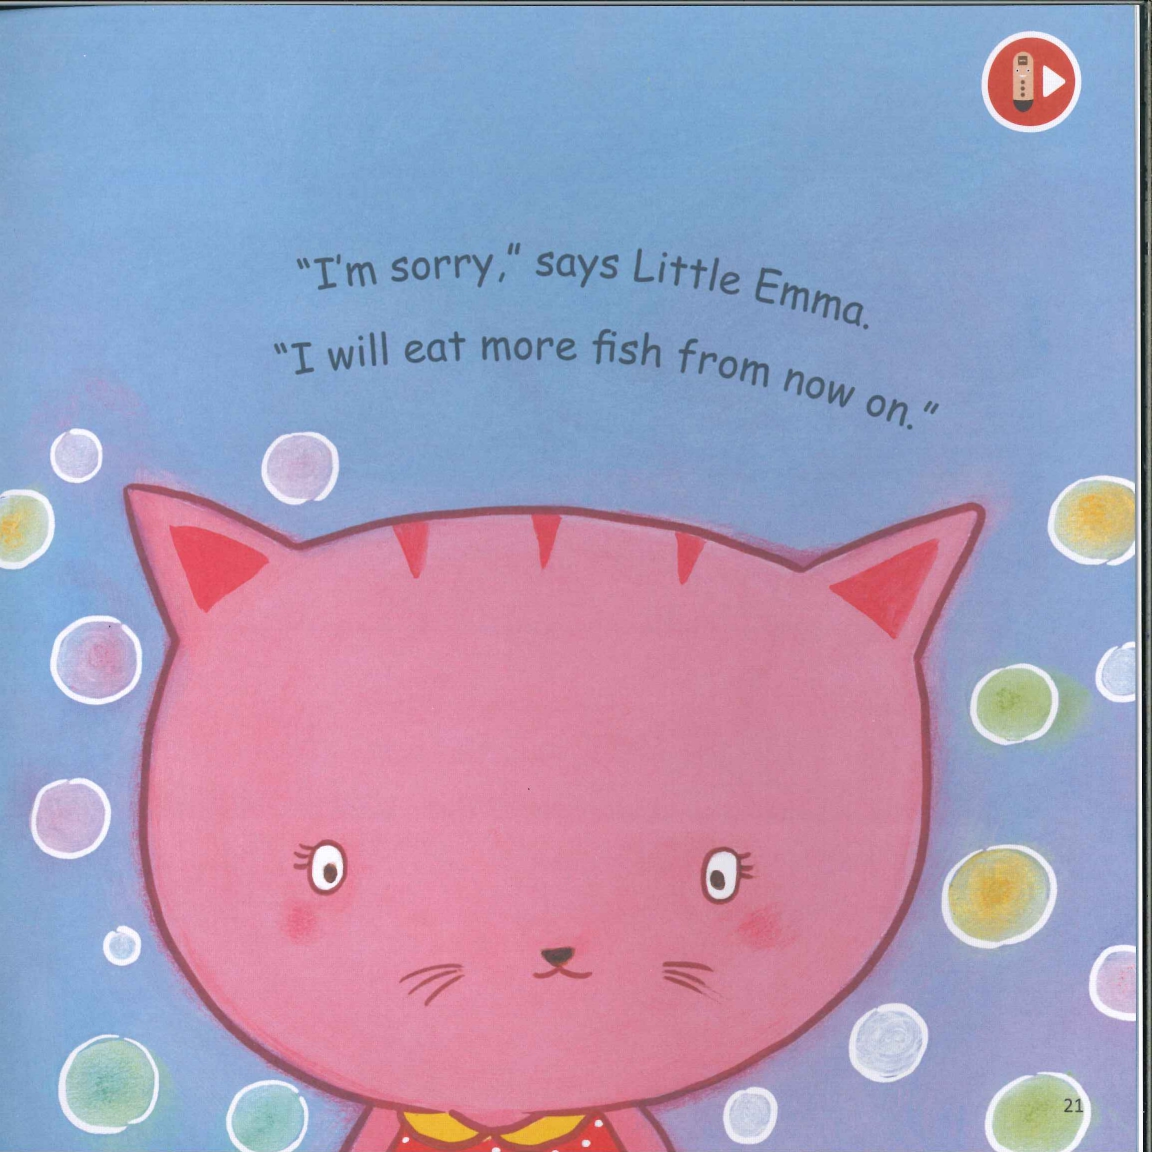 “I'm sorry,” says Little Emma.
“I will eat more fish from now on.”
21